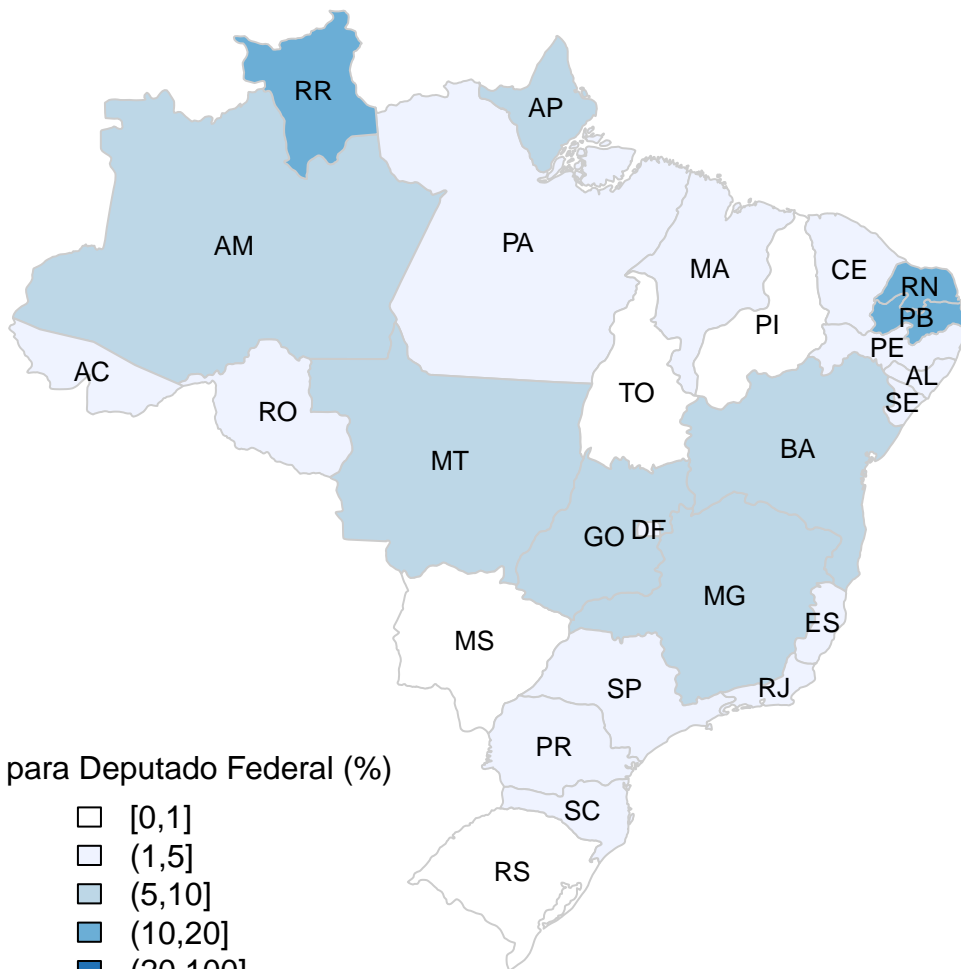 RR
AP
AM
PA
MA
CE
RN
PB
PI
PE
AL
SE
AC
RO
TO
BA
MT
GO
DF
MG
ES
MS
SP
RJ
PR
SC
RS
para Deputado Federal (%)
[0,1]
(1,5]
(5,10]
(10,20]
(20,100]